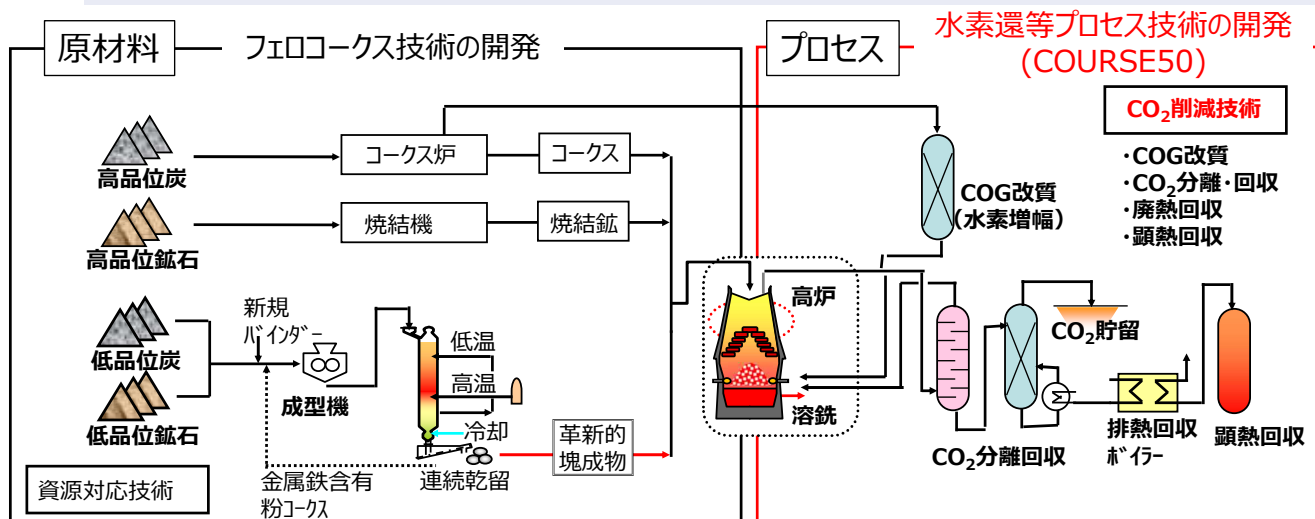 原材料
フェロコークス技術の開発
プロセス
水素還等プロセス技術の開発
(COURSE50)
CO₂削減技術
・COG改質
・CO₂分離・回収
・廃熱回収
・顕熱回収
高品位炭
コークス炉
コークス
COG改質
(水素増幅)
高品位鉱石
焼結機
焼結鉱
高炉
低品位炭
新規
バインダー
低温
高温
CO₂貯留
低品位鉱石
成型機
冷却
溶銑
革新的
塊成物
CO₂分離回収
排熱回収
ボイラー
顕熱回収
資源対応技術
金属鉄含有
粉コークス
連続乾留